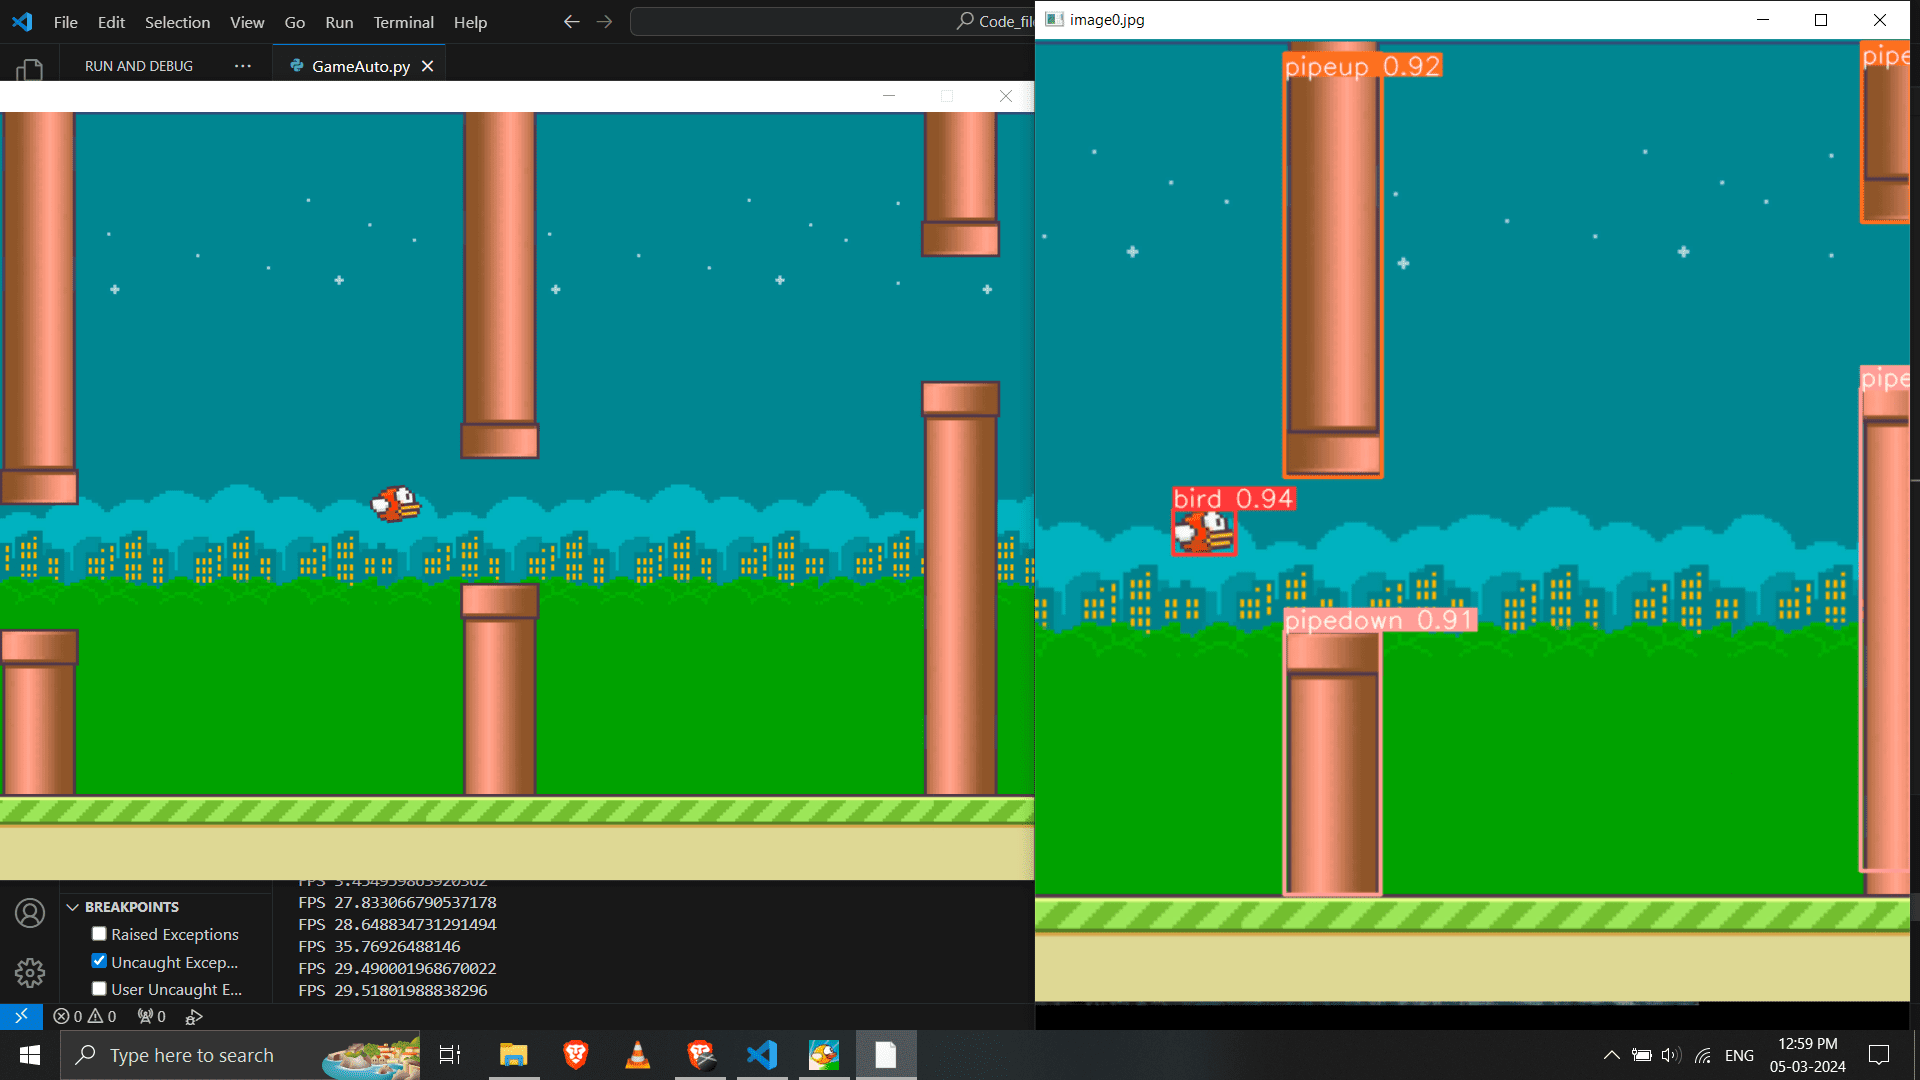 File Edit Selection View Go Run Terminal Help
Code_file
image0.jpg
RUN AND DEBUG
GameAuto.py
pipeup 0.92
pipe
pipe
bird 0.94
pipedown 0.91
FPS 3.454959863920362
FPS 27.833066790537178
BREAKPOINTS
FPS 28.648834731291494
Raised Exceptions
FPS 35.76926488146
Uncaught Excep...
FPS 29.490001968670022
User Uncaught E...
FPS 29.51801988838296
0 0 0
Type here to search
ENG
12:59 PM
05-03-2024